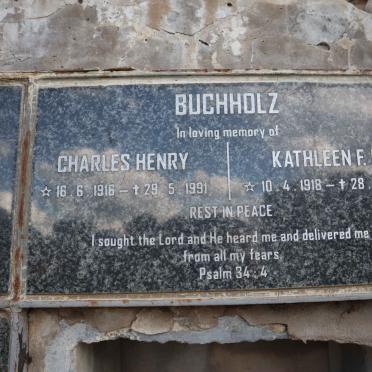 BUCHHOLZ
In loving memory of
CHARLES HENRY KATHLEEN F.
☆ 16. 6. 1916 — ✝ 29. 5. 1991 ☆ 10. 4. 1918 — ✝ 28.
REST IN PEACE
I sought the Lord and He heard me and delivered me
from all my fears
Psalm 34 : 4